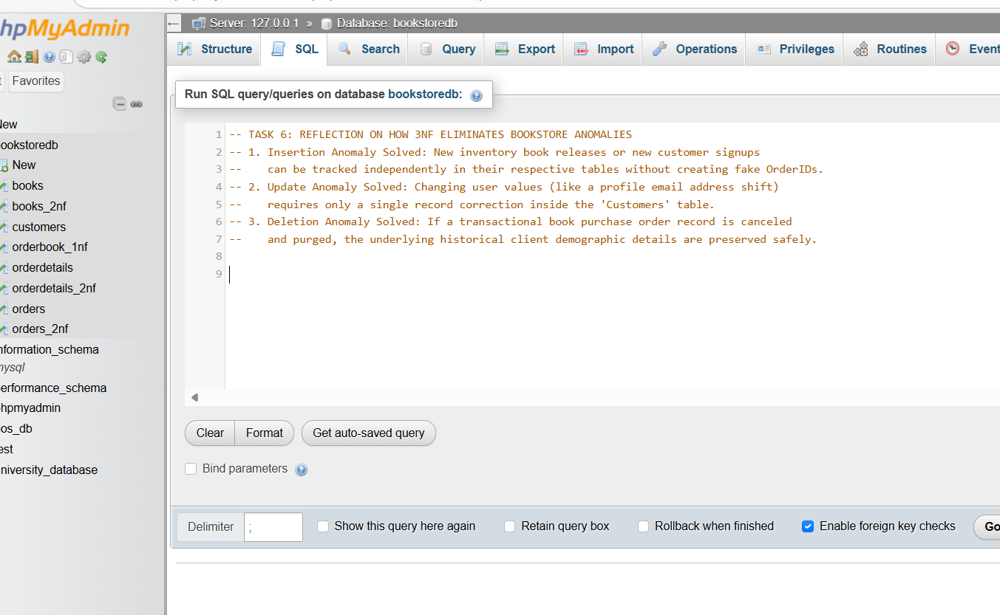 hpMyAdmin
Server: 127.0.0.1 » Database: bookstoredb
Structure SQL Search Query Export Import Operations Privileges Routines Event
Favorites
Run SQL query/queries on database bookstoredb:
New
ookstoredb
New
books
books_2nf
customers
orderbook_1nf
orderdetails
orderdetails_2nf
orders
orders_2nf
nformation_schema
mysql
erformance_schema
hpmyadmin
os_db
est
niversity_database
1 -- TASK 6: REFLECTION ON HOW 3NF ELIMINATES BOOKSTORE ANOMALIES
2 -- 1. Insertion Anomaly Solved: New inventory book releases or new customer signups
3 --    can be tracked independently in their respective tables without creating fake OrderIDs.
4 -- 2. Update Anomaly Solved: Changing user values (like a profile email address shift)
5 --    requires only a single record correction inside the 'Customers' table.
6 -- 3. Deletion Anomaly Solved: If a transactional book purchase order record is canceled
7 --    and purged, the underlying historical client demographic details are preserved safely.
8
9
Clear Format Get auto-saved query
Bind parameters
Delimiter ; Show this query here again Retain query box Rollback when finished Enable foreign key checks Go